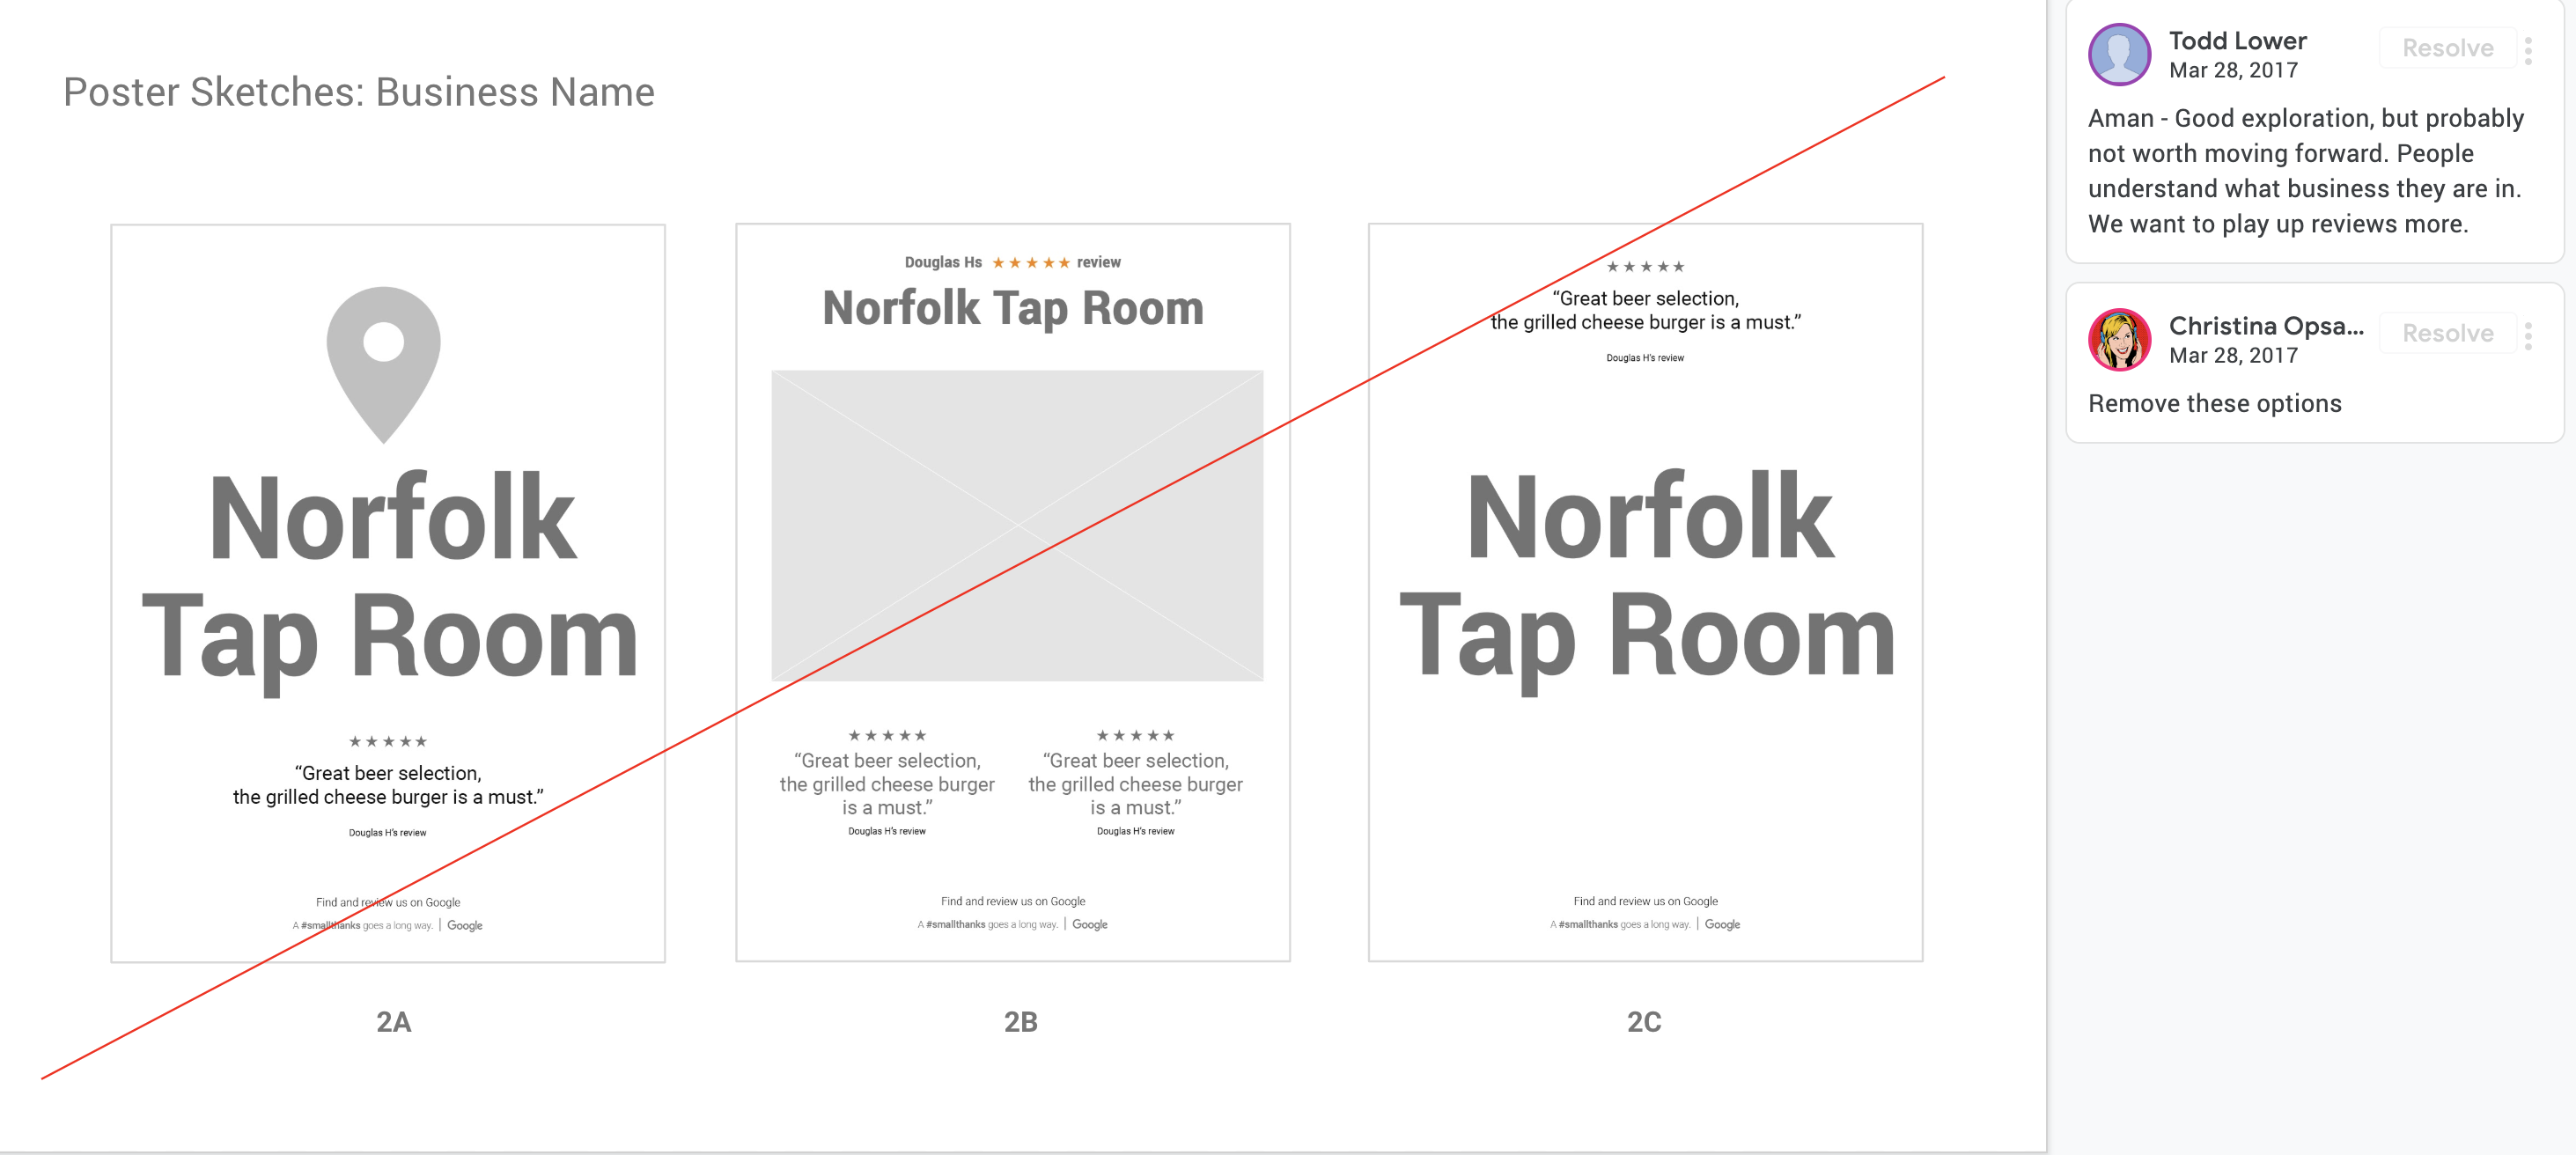 Poster Sketches: Business Name
Norfolk
Tap Room
★★★★★
“Great beer selection,
the grilled cheese burger is a must.”
Douglas H's review
Find and review us on Google
A #smallthanks goes a long way. | Google
2A
Douglas Hs ★★★★★ review
Norfolk Tap Room
★★★★★
“Great beer selection,
the grilled cheese burger
is a must.”
Douglas H's review
★★★★★
“Great beer selection,
the grilled cheese burger
is a must.”
Douglas H's review
Find and review us on Google
A #smallthanks goes a long way. | Google
2B
★★★★★
“Great beer selection,
the grilled cheese burger is a must.”
Douglas H's review
Norfolk
Tap Room
Find and review us on Google
A #smallthanks goes a long way. | Google
2C
Todd Lower
Resolve
Mar 28, 2017
Aman - Good exploration, but probably
not worth moving forward. People
understand what business they are in.
We want to play up reviews more.
Christina Opsa...
Resolve
Mar 28, 2017
Remove these options